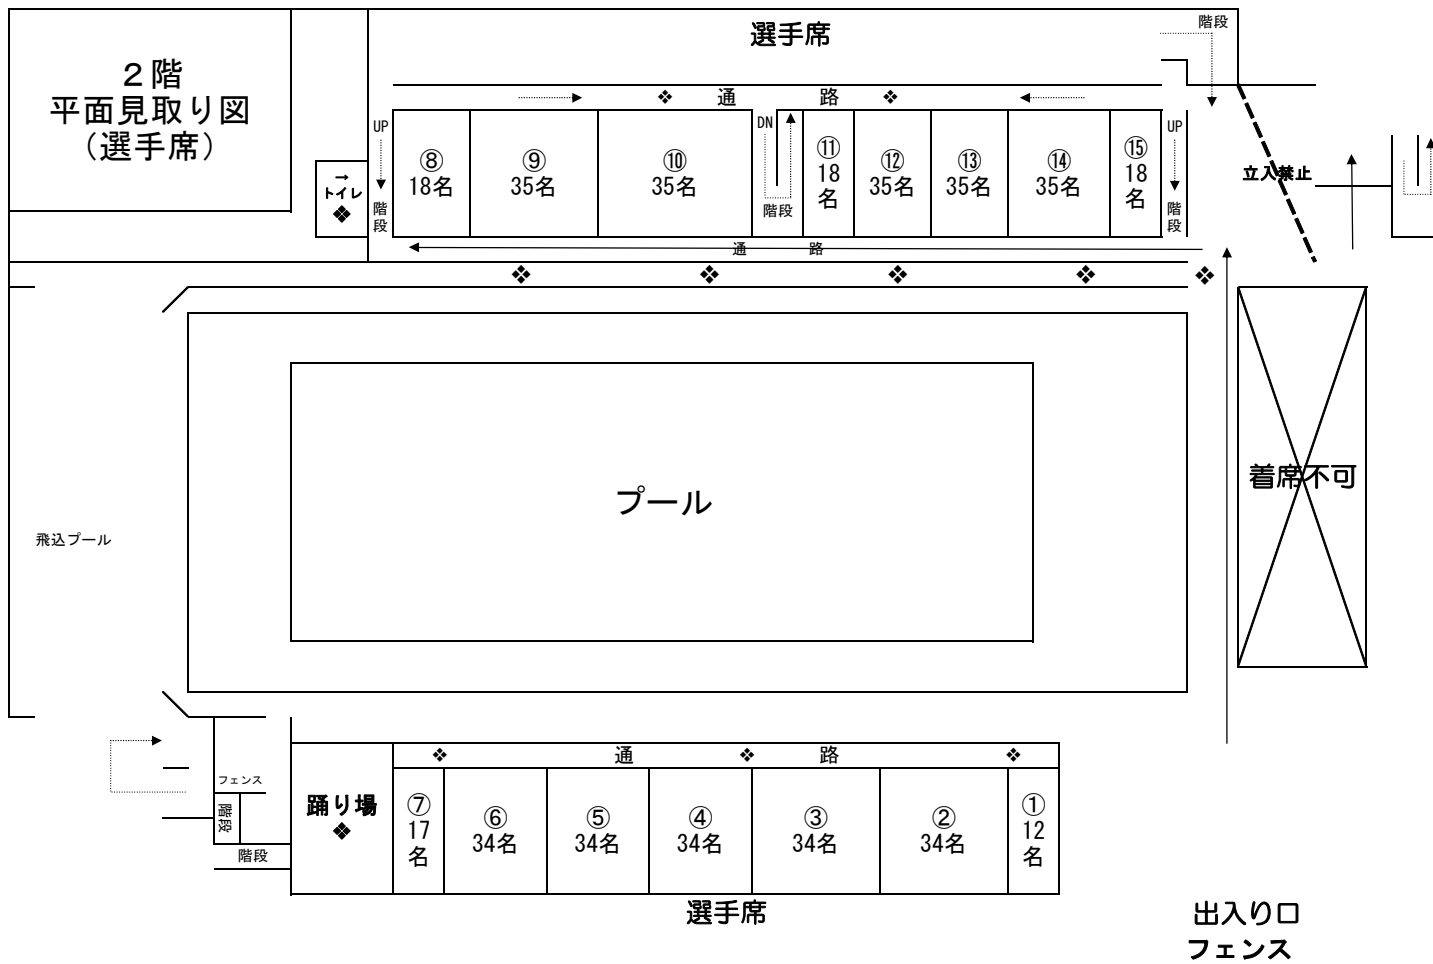 ２階
平面見取り図
（選手席）
選手席
階段
❖ 通 路 ❖
UP
DN
UP
→
トイレ
❖
⑧
18名
⑨
35名
⑩
35名
⑪
18
名
⑫
35名
⑬
35名
⑭
35名
⑮
18
名
階段
階段
階段
立入禁止
通 路
❖ ❖ ❖ ❖ ❖
プール
着席不可
飛込プール
❖ 通 ❖ 路 ❖
フェンス
階段
階段
踊り場
❖
⑦
17
名
⑥
34名
⑤
34名
④
34名
③
34名
②
34名
①
12
名
選手席
出入り口
フェンス